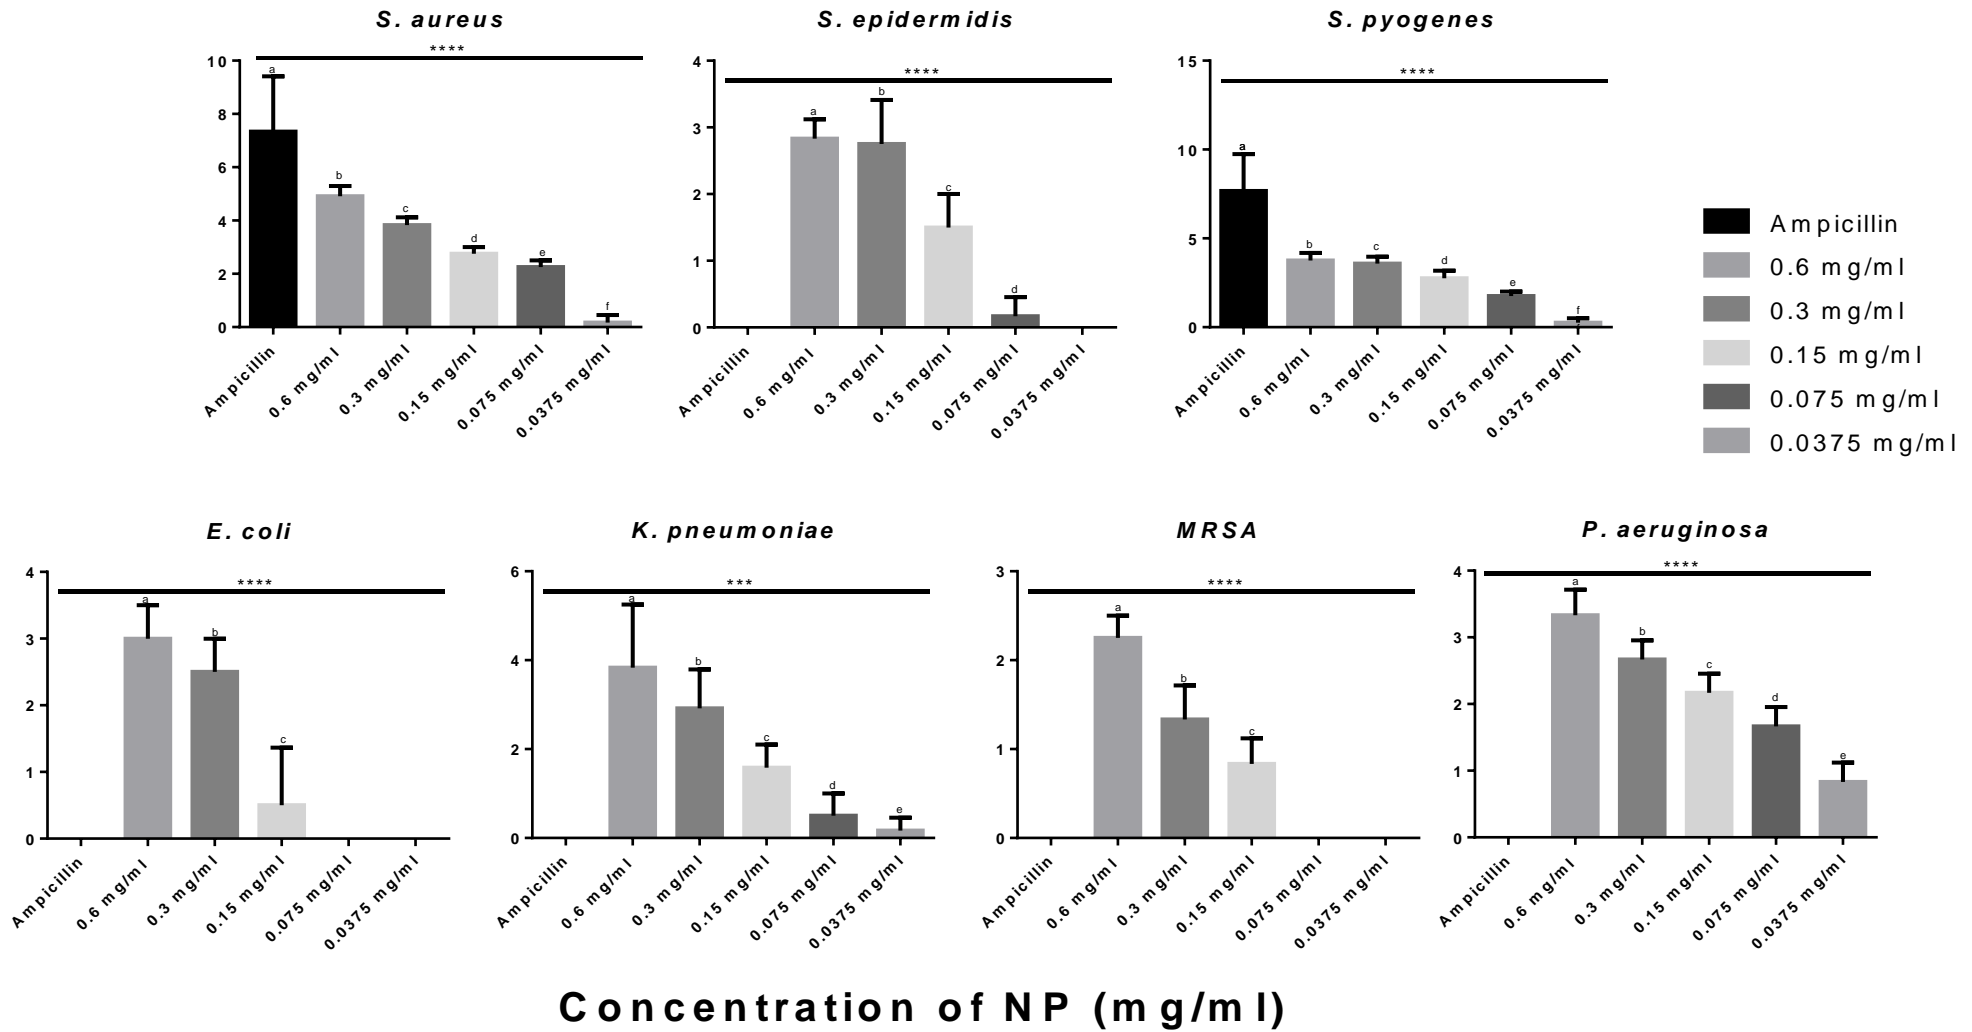 S. aureus
****
10
8
6
4
2
0
a
b
c
d
e
f
Ampicillin
0.6 mg/ml
0.3 mg/ml
0.15 mg/ml
0.075 mg/ml
0.0375 mg/ml
S. epidermidis
****
4
3
2
1
0
a
b
c
d
Ampicillin
0.6 mg/ml
0.3 mg/ml
0.15 mg/ml
0.075 mg/ml
0.0375 mg/ml
S. pyogenes
****
15
10
5
0
a
b
c
d
e
f
Ampicillin
0.6 mg/ml
0.3 mg/ml
0.15 mg/ml
0.075 mg/ml
0.0375 mg/ml
Ampicillin
0.6 mg/ml
0.3 mg/ml
0.15 mg/ml
0.075 mg/ml
0.0375 mg/ml
E. coli
****
4
3
2
1
0
a
b
c
Ampicillin
0.6 mg/ml
0.3 mg/ml
0.15 mg/ml
0.075 mg/ml
0.0375 mg/ml
K. pneumoniae
***
6
4
2
0
a
b
c
d
e
Ampicillin
0.6 mg/ml
0.3 mg/ml
0.15 mg/ml
0.075 mg/ml
0.0375 mg/ml
MRSA
****
3
2
1
0
a
b
c
Ampicillin
0.6 mg/ml
0.3 mg/ml
0.15 mg/ml
0.075 mg/ml
0.0375 mg/ml
P. aeruginosa
****
4
3
2
1
0
a
b
c
d
e
Ampicillin
0.6 mg/ml
0.3 mg/ml
0.15 mg/ml
0.075 mg/ml
0.0375 mg/ml
Concentration of NP (mg/ml)